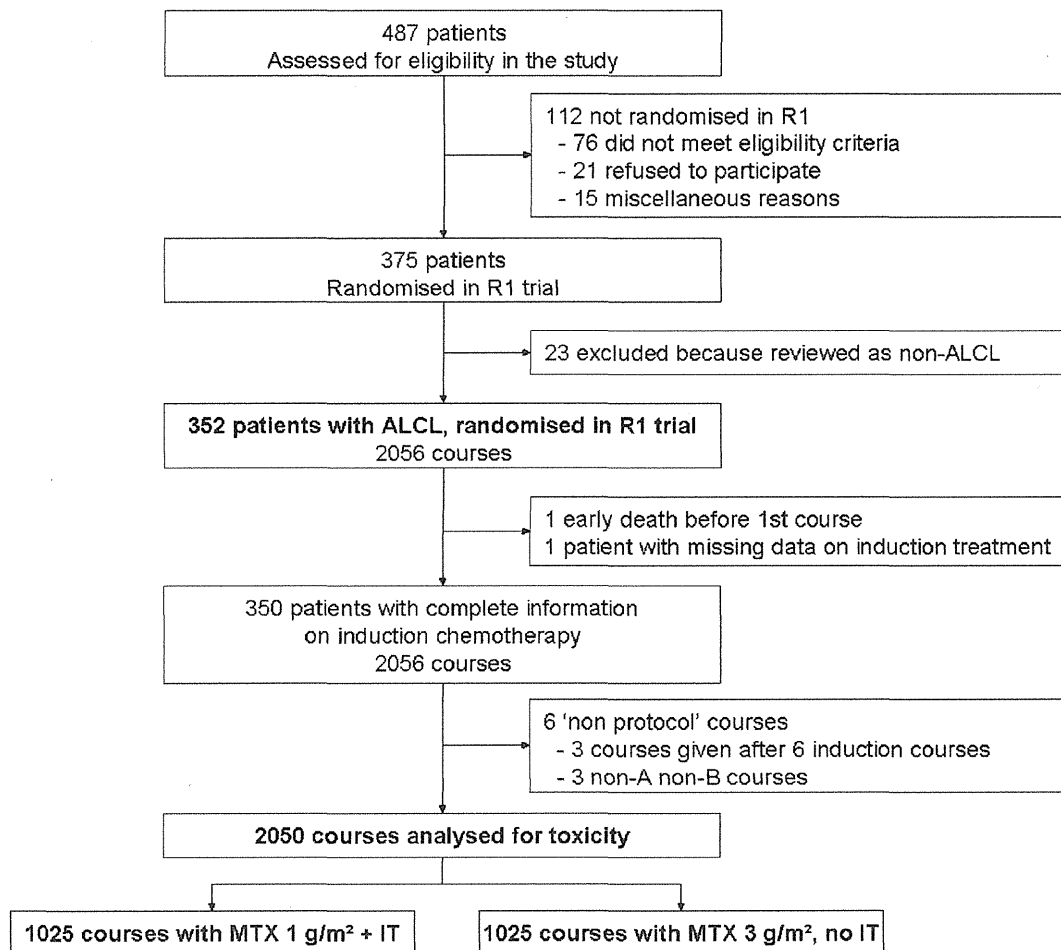 487 patients
Assessed for eligibility in the study
112 not randomised in R1
- 76 did not meet eligibility criteria
- 21 refused to participate
- 15 miscellaneous reasons
375 patients
Randomised in R1 trial
23 excluded because reviewed as non-ALCL
352 patients with ALCL, randomised in R1 trial
2056 courses
1 early death before 1st course
1 patient with missing data on induction treatment
350 patients with complete information
on induction chemotherapy
2056 courses
6 ‘non protocol’ courses
- 3 courses given after 6 induction courses
- 3 non-A non-B courses
2050 courses analysed for toxicity
1025 courses with MTX 1 g/m² + IT
1025 courses with MTX 3 g/m², no IT